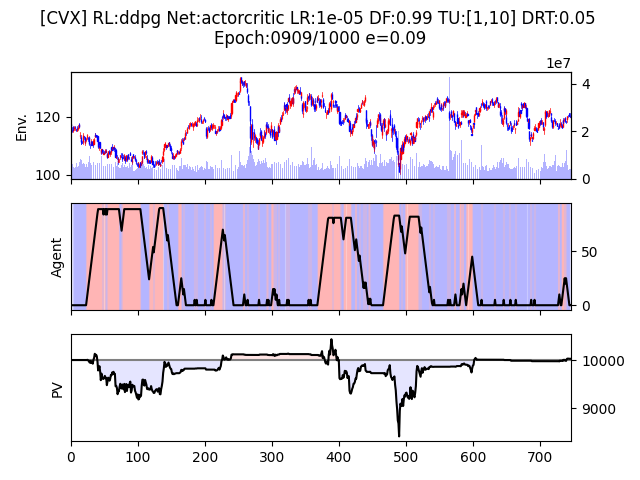 [CVX] RL:ddpg Net:actorcritic LR:1e-05 DF:0.99 TU:[1,10] DRT:0.05
Epoch:0909/1000 e=0.09
1e7
Env.
120
100
4
2
0
Agent
50
0
PV
10000
9000
0 100 200 300 400 500 600 700